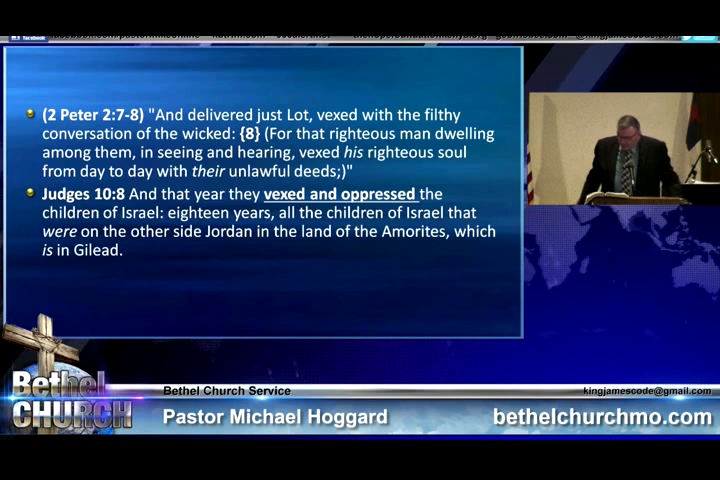 (2 Peter 2:7-8) "And delivered just Lot, vexed with the filthy
conversation of the wicked: {8} (For that righteous man dwelling
among them, in seeing and hearing, vexed his righteous soul
from day to day with their unlawful deeds;)"
Judges 10:8 And that year they vexed and oppressed the
children of Israel: eighteen years, all the children of Israel that
were on the other side Jordan in the land of the Amorites, which
is in Gilead.
Bethel
CHURCH
Bethel Church Service
kingjamescode@gmail.com
Pastor Michael Hoggard
bethelchurchmo.com